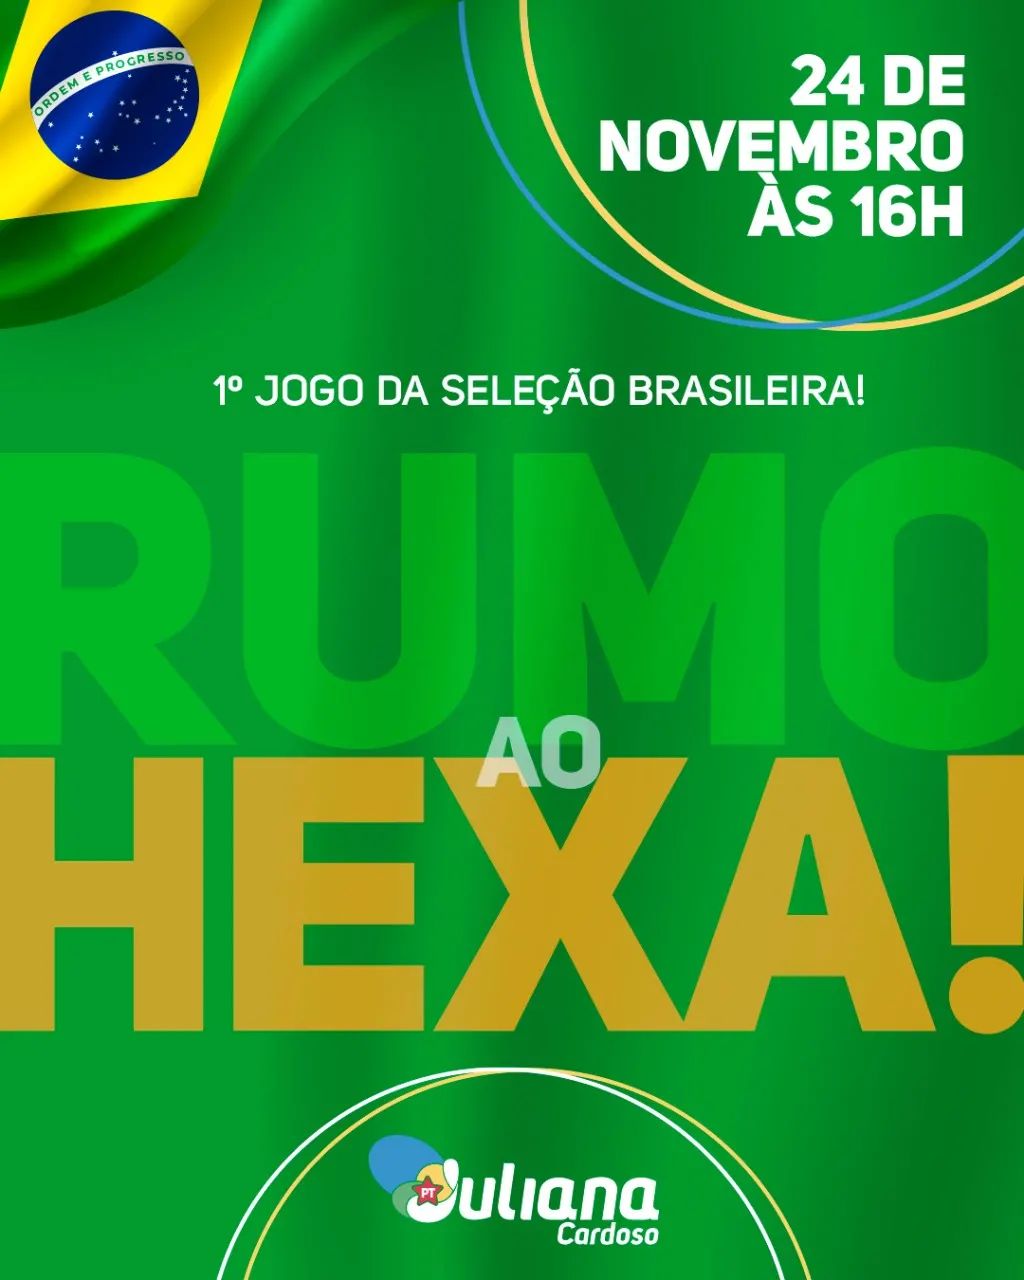 ORDEM E PROGRESSO
24 DE
NOVEMBRO
ÀS 16H
1º JOGO DA SELEÇÃO BRASILEIRA!
RUMO
AO
HEXA!
PT
Juliana
Cardoso